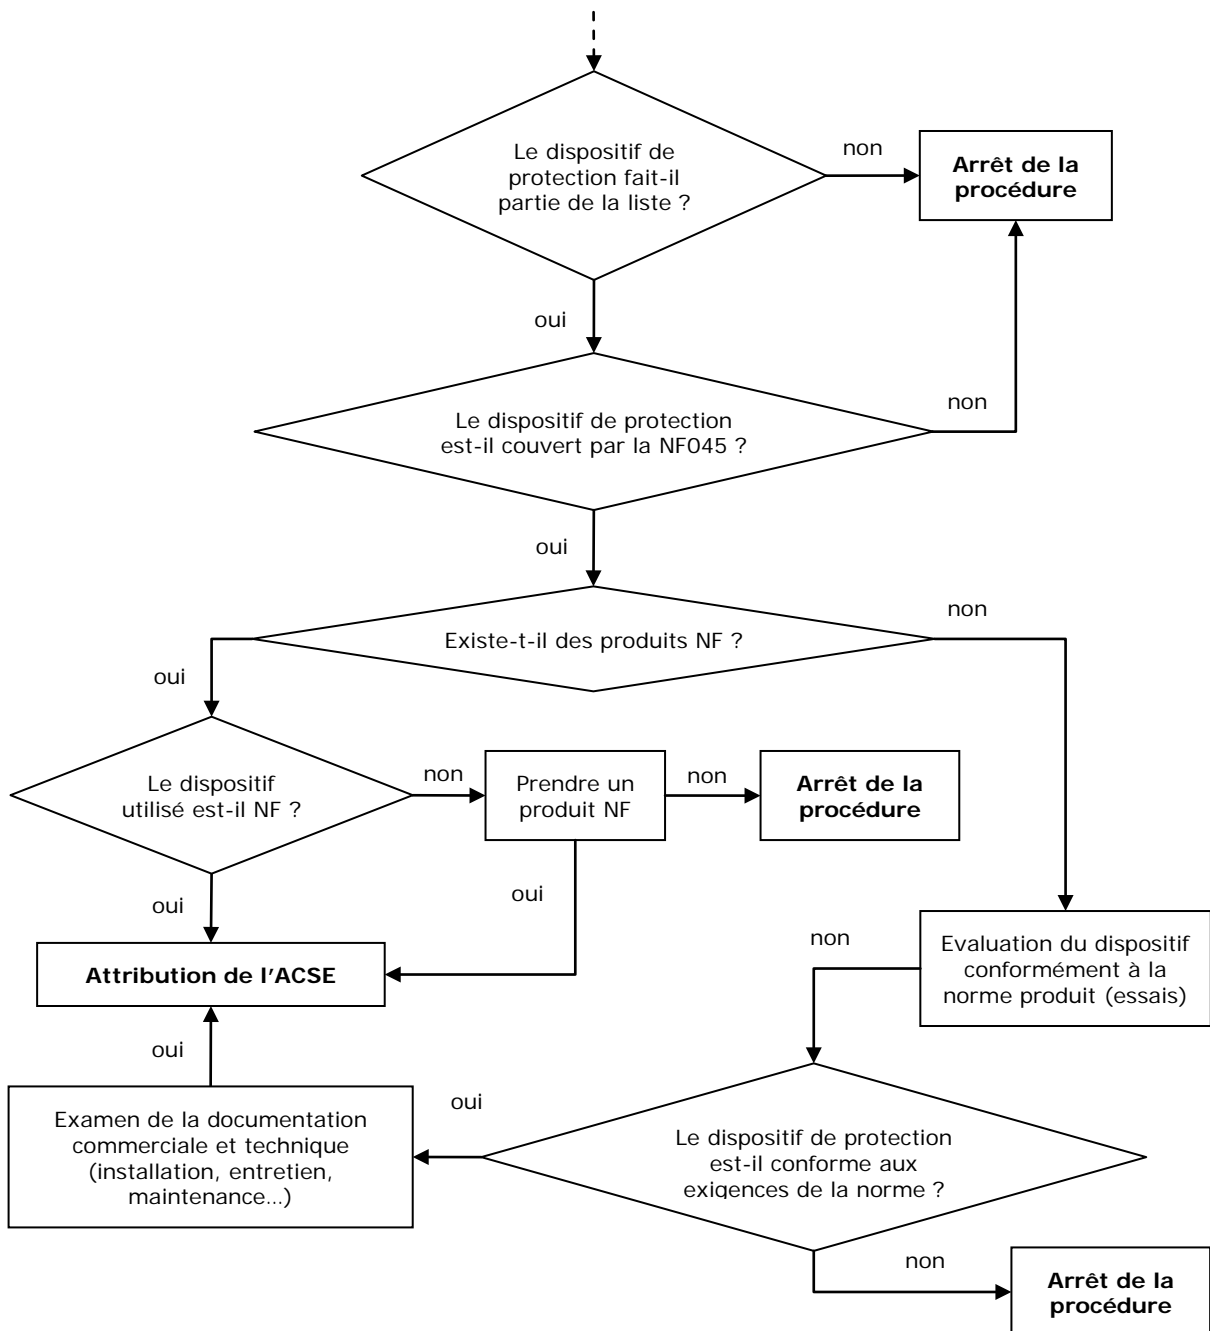 Le dispositif de
protection fait-il
partie de la liste ?
non
Arrêt de la
procédure
oui
Le dispositif de protection
est-il couvert par la NF045 ?
non
oui
Existe-t-il des produits NF ?
non
oui
Le dispositif
utilisé est-il NF ?
non
Prendre un
produit NF
non
Arrêt de la
procédure
oui
oui
Attribution de l’ACSE
non
Evaluation du dispositif
conformément à la
norme produit (essais)
oui
Examen de la documentation
commerciale et technique
(installation, entretien,
maintenance…)
oui
Le dispositif de protection
est-il conforme aux
exigences de la norme ?
non
Arrêt de la
procédure